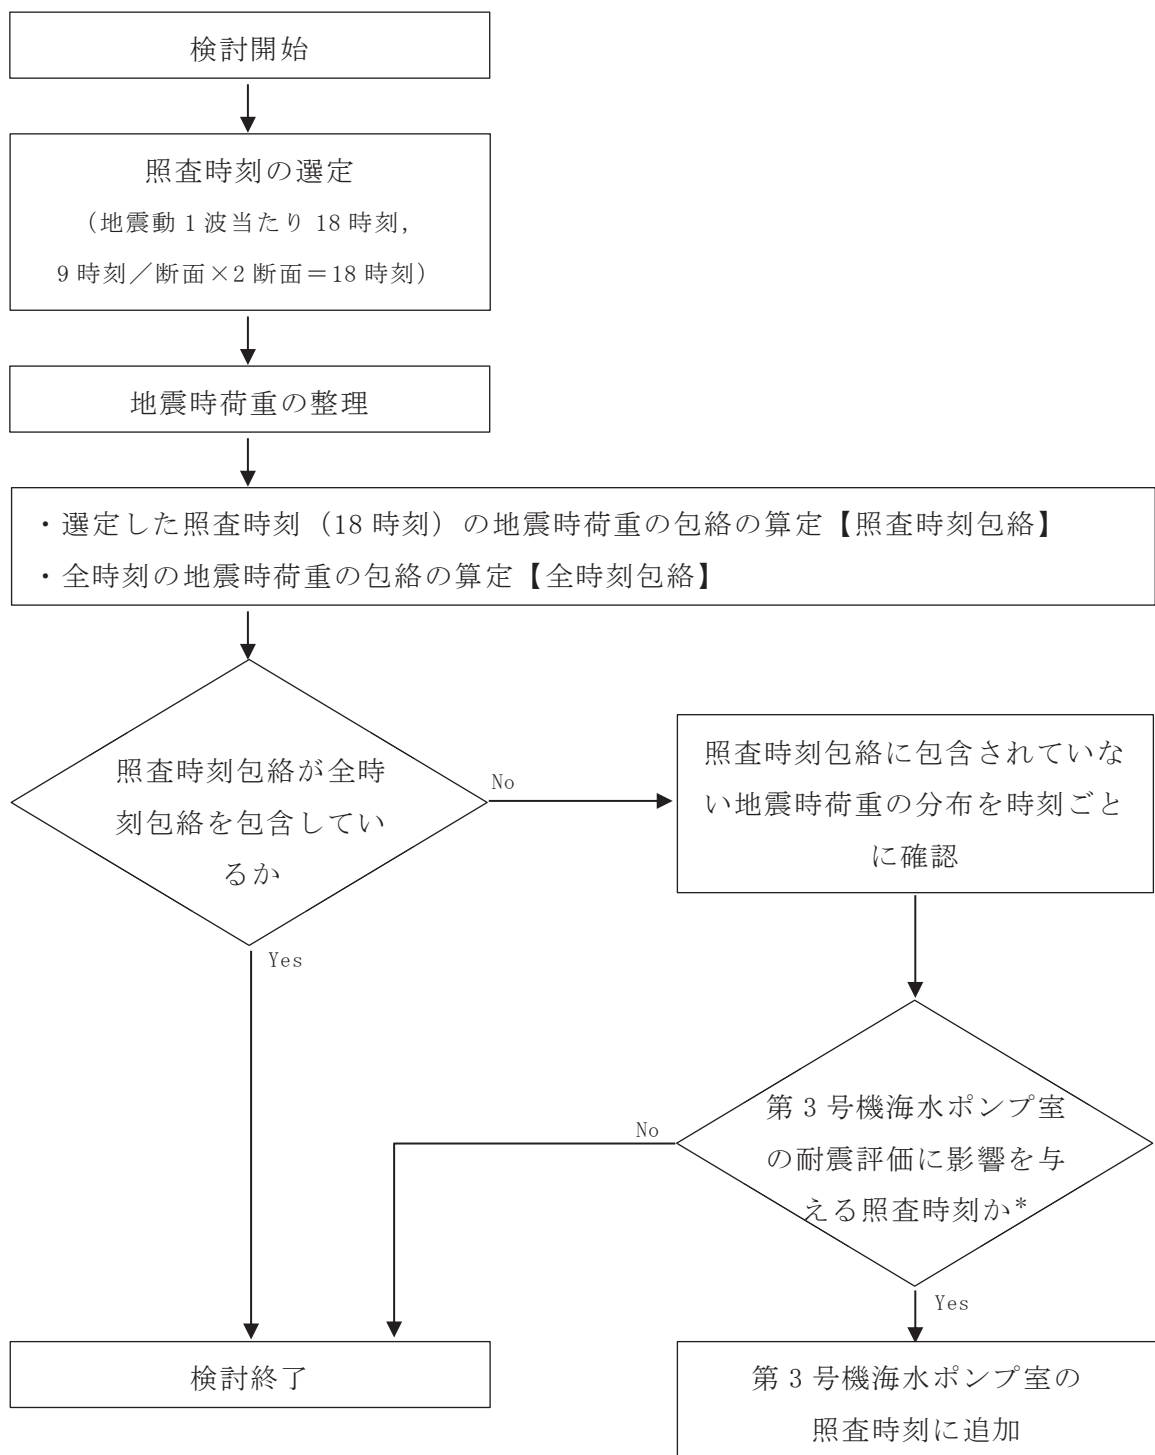 検討開始
照査時刻の選定
（地震動1波当たり18時刻，
9時刻／断面×2断面＝18時刻）
地震時荷重の整理
・選定した照査時刻（18時刻）の地震時荷重の包絡の算定【照査時刻包絡】
・全時刻の地震時荷重の包絡の算定【全時刻包絡】
照査時刻包絡が全時
刻包絡を包含してい
るか
No
照査時刻包絡に包含されていな
い地震時荷重の分布を時刻ごと
に確認
Yes
第3号機海水ポンプ室
の耐震評価に影響を与
える照査時刻か*
No
Yes
検討終了
第3号機海水ポンプ室の
照査時刻に追加